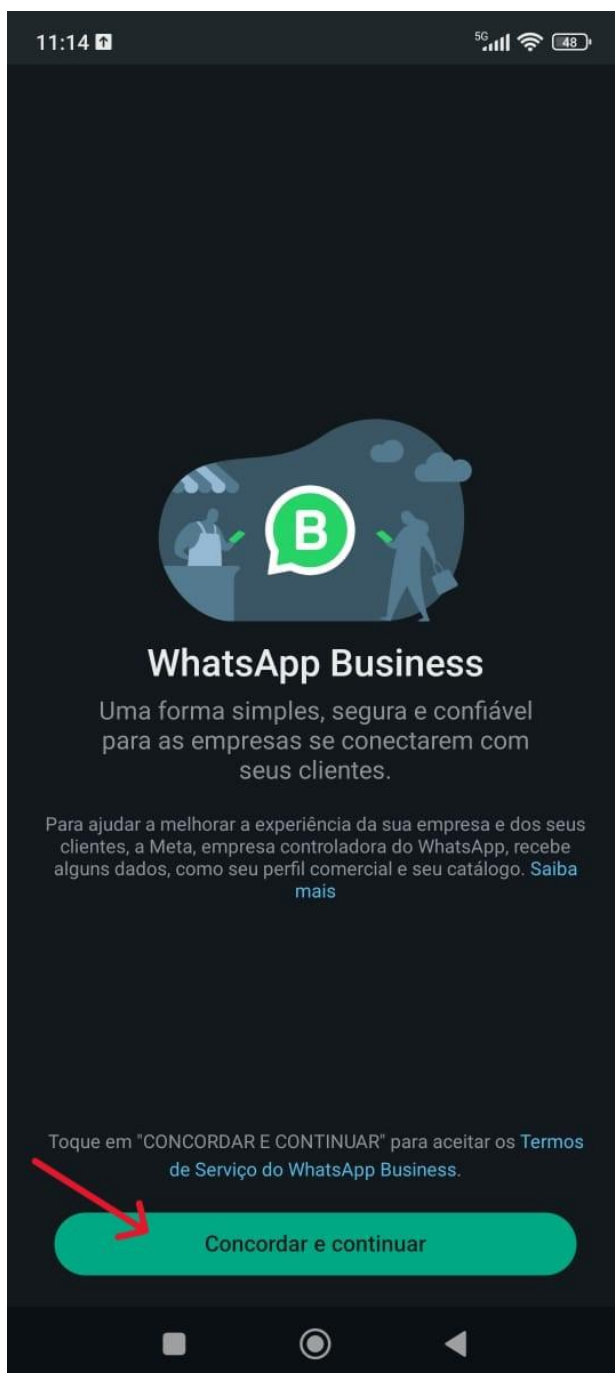 11:14
5G
48
B
WhatsApp Business
Uma forma simples, segura e confiável
para as empresas se conectarem com
seus clientes.
Para ajudar a melhorar a experiência da sua empresa e dos seus
clientes, a Meta, empresa controladora do WhatsApp, recebe
alguns dados, como seu perfil comercial e seu catálogo. Saiba
mais
Toque em "CONCORDAR E CONTINUAR" para aceitar os Termos
de Serviço do WhatsApp Business.
Concordar e continuar